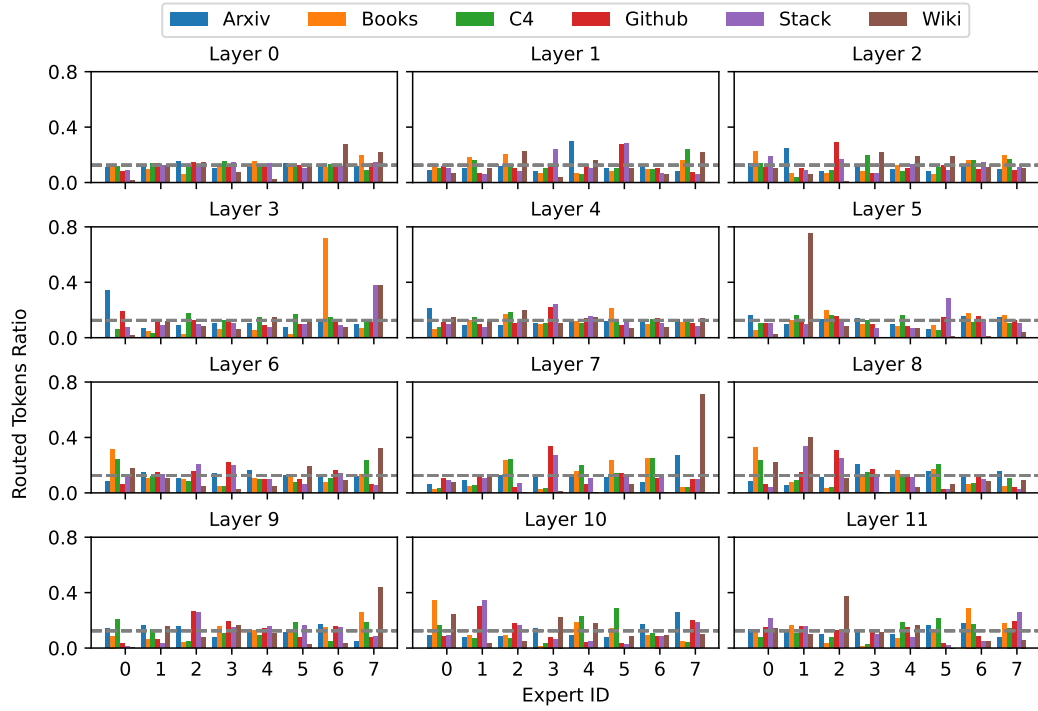 Arxiv Books C4 Github Stack Wiki
Layer 0 Layer 1 Layer 2
0.8
0.4
0.0
Layer 3 Layer 4 Layer 5
0.8
0.4
0.0
Layer 6 Layer 7 Layer 8
0.8
0.4
0.0
Layer 9 Layer 10 Layer 11
0.8
0.4
0.0
0 1 2 3 4 5 6 7 0 1 2 3 4 5 6 7 0 1 2 3 4 5 6 7
Expert ID
Routed Tokens Ratio